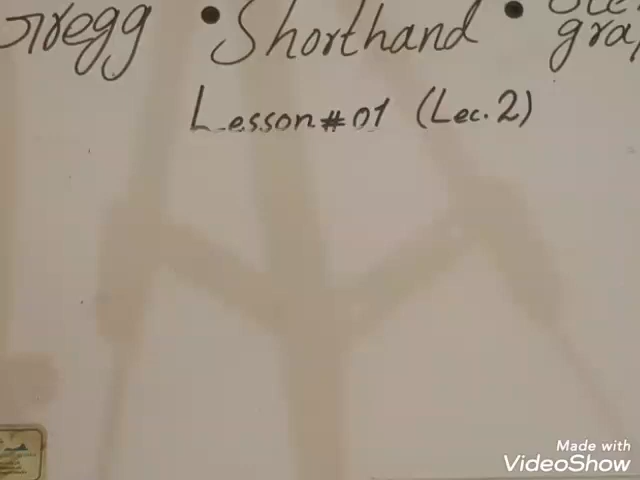 Gregg • Shorthand •
Lesson # 01 (Lec. 2)
Made with
VideoShow